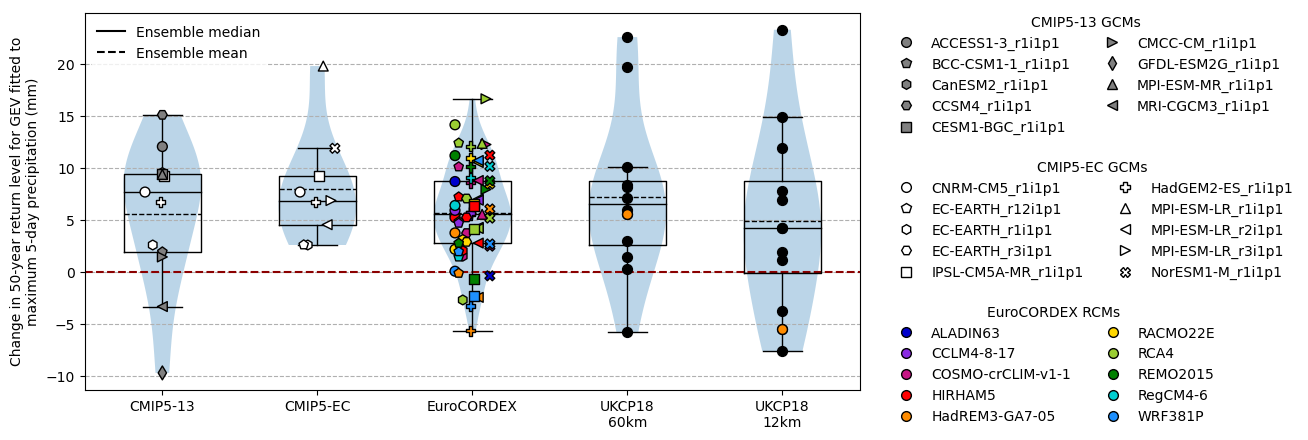 Change in 50-year return level for GEV fitted to
maximum 5-day precipitation (mm)
20
15
10
5
0
−5
−10
Ensemble median
Ensemble mean
CMIP5-13
CMIP5-EC
EuroCORDEX
UKCP18
60km
UKCP18
12km
CMIP5-13 GCMs
ACCESS1-3_r1i1p1
BCC-CSM1-1_r1i1p1
CanESM2_r1i1p1
CCSM4_r1i1p1
CESM1-BGC_r1i1p1
CMCC-CM_r1i1p1
GFDL-ESM2G_r1i1p1
MPI-ESM-MR_r1i1p1
MRI-CGCM3_r1i1p1
CMIP5-EC GCMs
CNRM-CM5_r1i1p1
EC-EARTH_r12i1p1
EC-EARTH_r1i1p1
EC-EARTH_r3i1p1
IPSL-CM5A-MR_r1i1p1
HadGEM2-ES_r1i1p1
MPI-ESM-LR_r1i1p1
MPI-ESM-LR_r2i1p1
MPI-ESM-LR_r3i1p1
NorESM1-M_r1i1p1
EuroCORDEX RCMs
ALADIN63
CCLM4-8-17
COSMO-crCLIM-v1-1
HIRHAM5
HadREM3-GA7-05
RACMO22E
RCA4
REMO2015
RegCM4-6
WRF381P